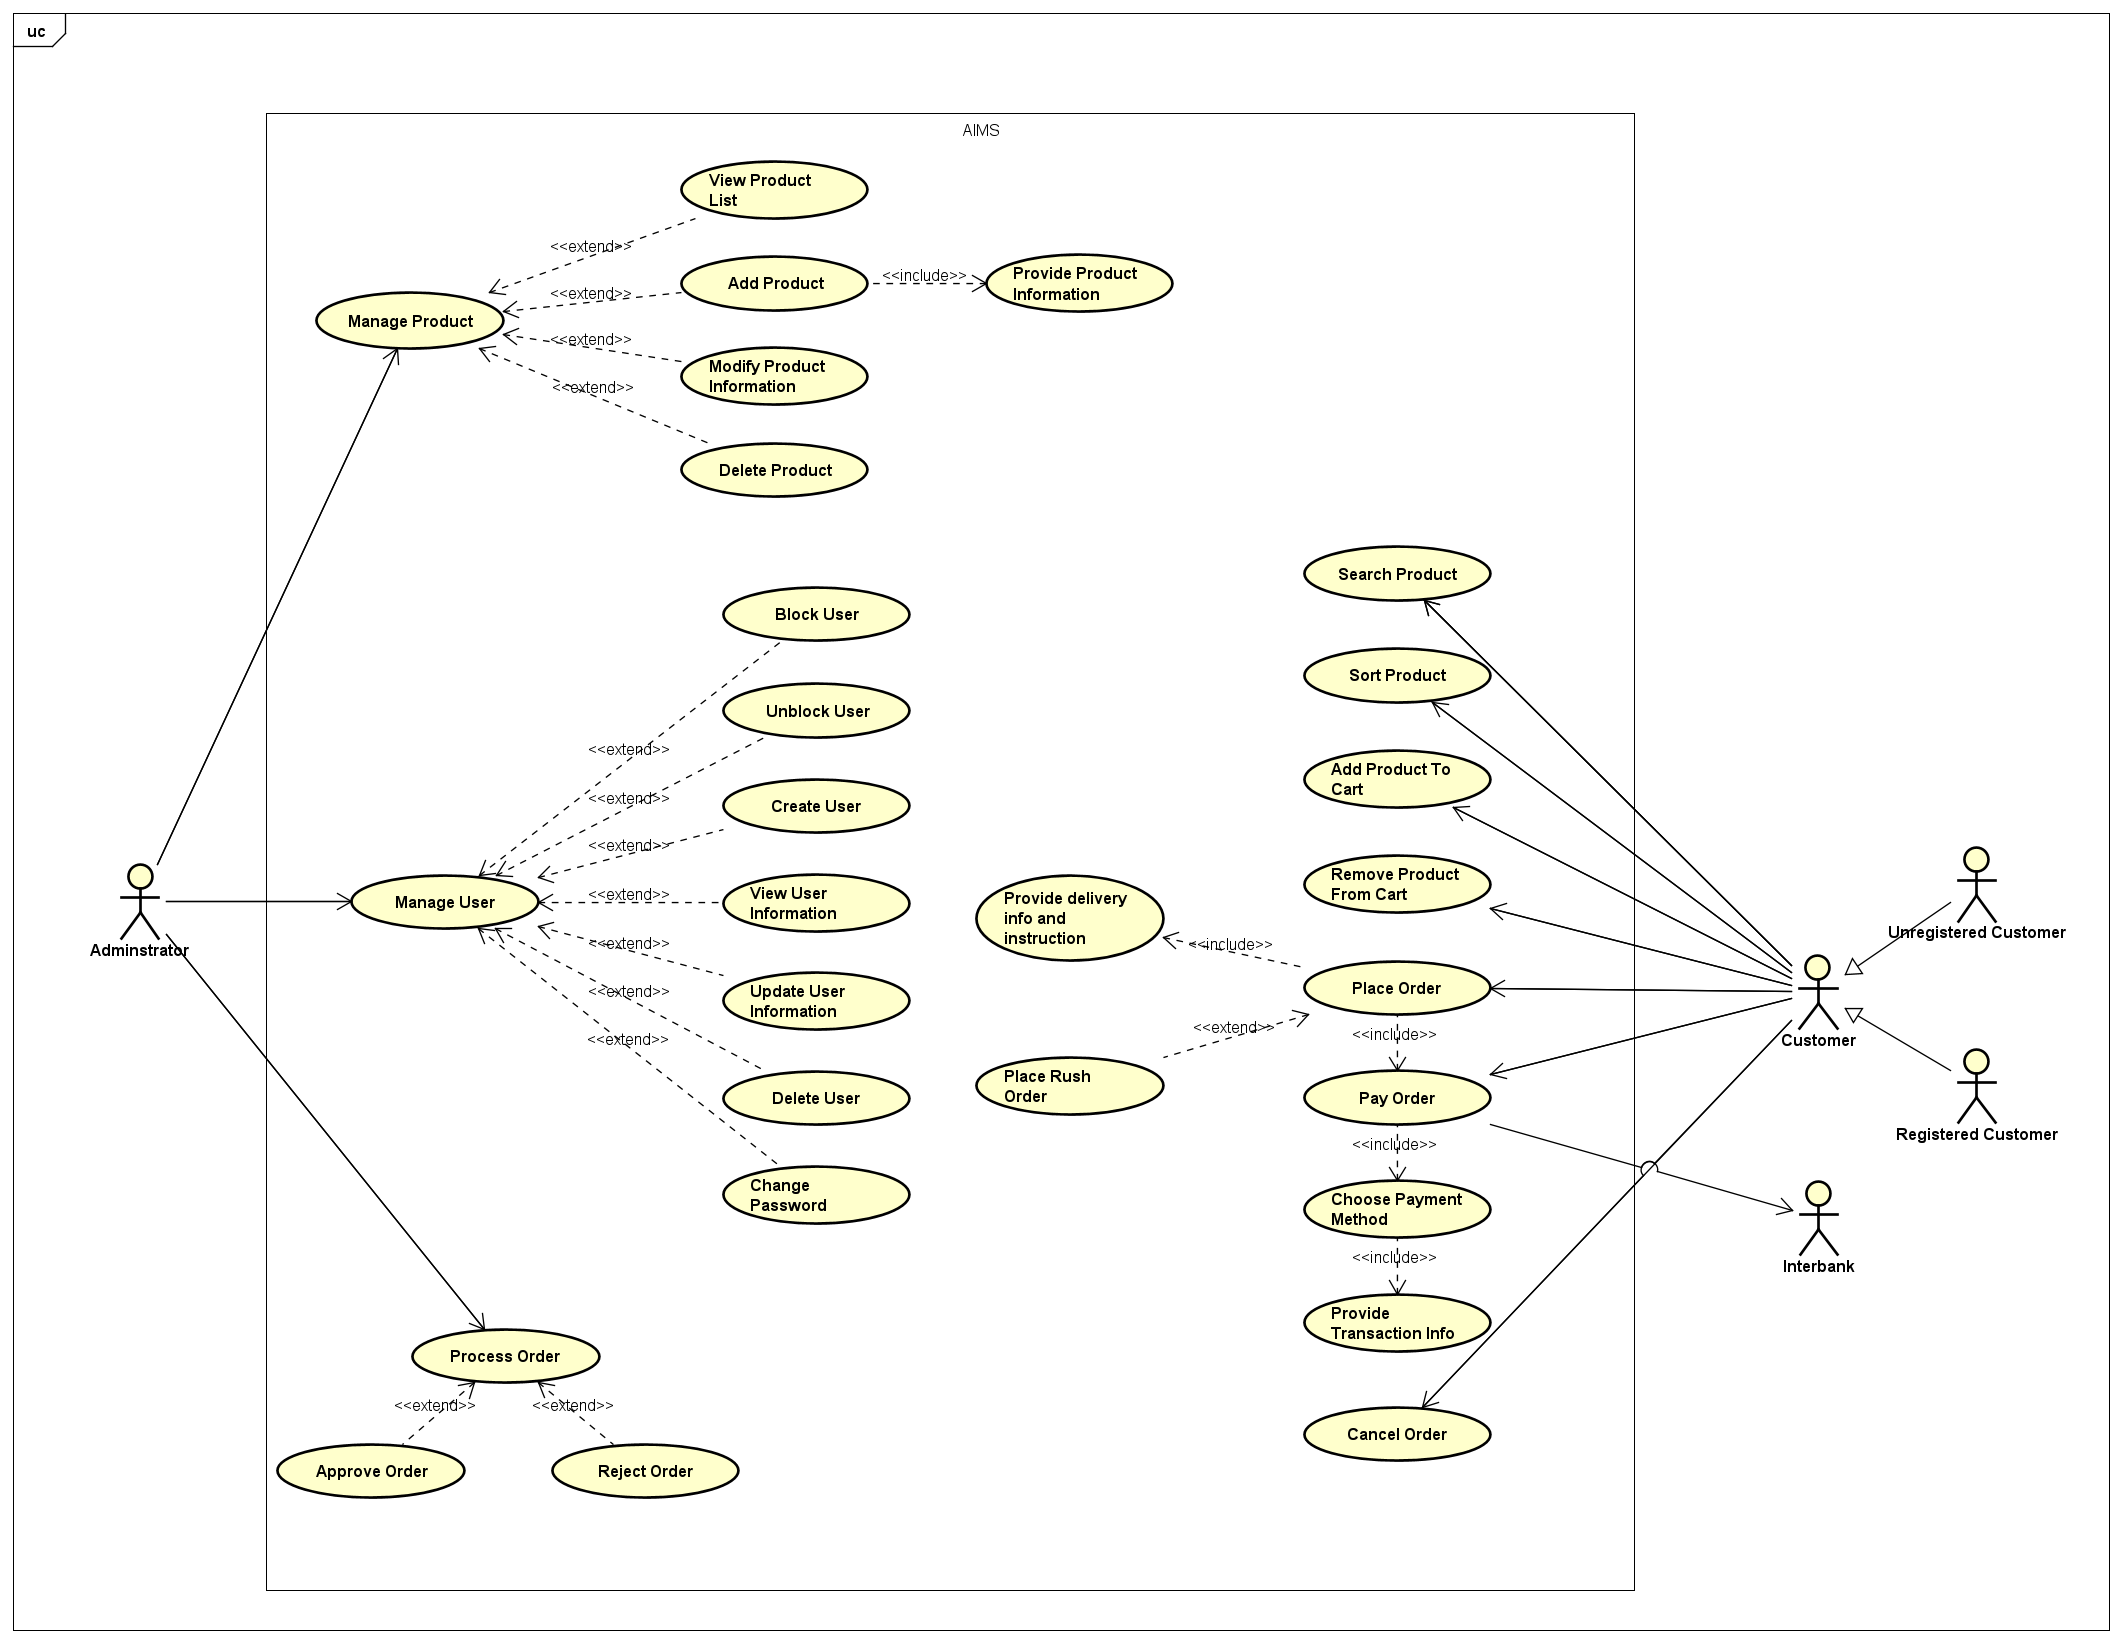 uc
AIMS
View Product
List
<<extend>>
Add Product
<<include>>
Provide Product
Information
<<extend>>
Manage Product
<<extend>>
Modify Product
Information
<<extend>>
Delete Product
Search Product
Block User
Sort Product
Unblock User
<<extend>>
Add Product To
Cart
<<extend>>
Create User
<<extend>>
Remove Product
From Cart
<<extend>>
View User
Information
Manage User
Provide delivery
info and
instruction
Adminstrator
Unregistered Customer
<<extend>>
<<include>>
Place Order
Update User
Information
<<extend>>
<<extend>>
<<include>>
<<extend>>
Customer
Place Rush
Order
Delete User
Pay Order
Registered Customer
<<include>>
Change
Password
Choose Payment
Method
<<include>>
Interbank
Provide
Transaction Info
Process Order
<<extend>>
<<extend>>
Cancel Order
Approve Order
Reject Order